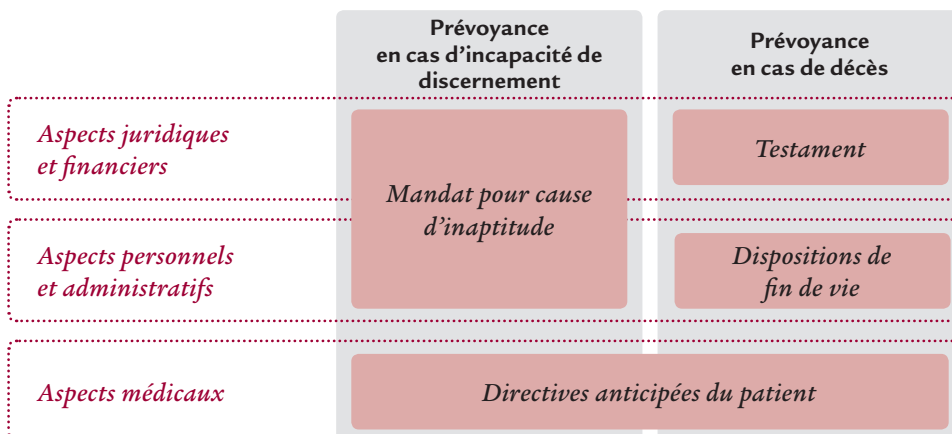 Prévoyance
en cas d'incapacité de
discernement
Prévoyance
en cas de décès
Aspects juridiques
et financiers
Mandat pour cause
d'inaptitude
Testament
Aspects personnels
et administratifs
Dispositions de
fin de vie
Aspects médicaux
Directives anticipées du patient